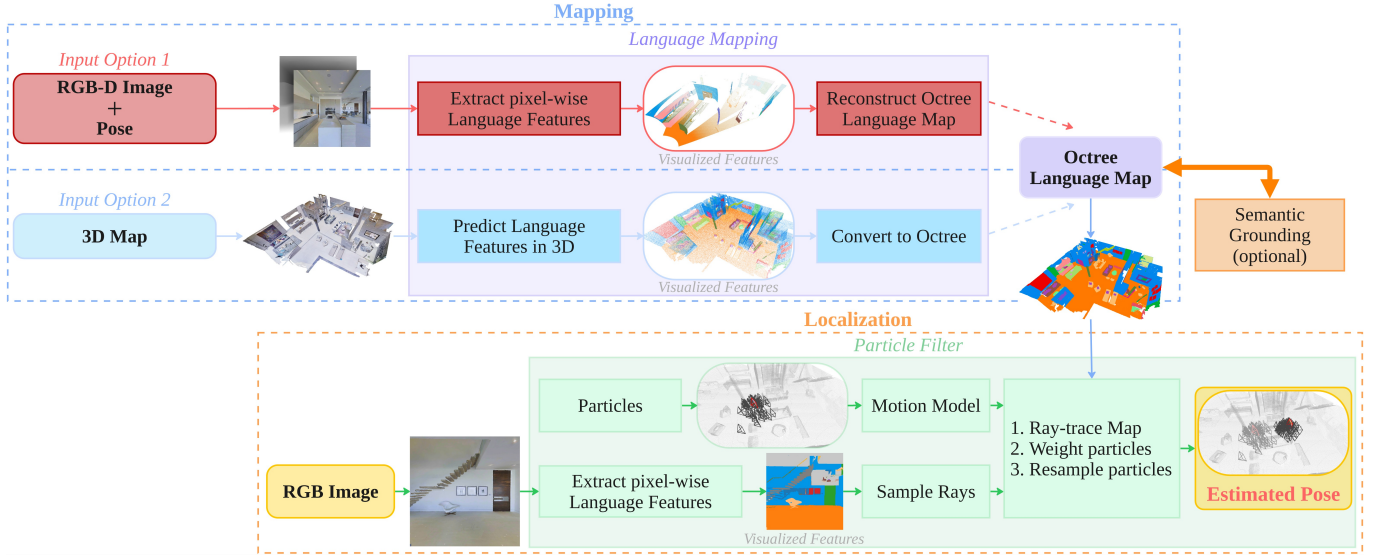 Mapping
Language Mapping
Input Option 1
RGB-D Image
+
Pose
Extract pixel-wise
Language Features
Visualized Features
Reconstruct Octree
Language Map
Octree
Language Map
Input Option 2
3D Map
Predict Language
Features in 3D
Visualized Features
Convert to Octree
Semantic
Grounding
(optional)
Localization
Particle Filter
Particles
Motion Model
1. Ray-trace Map
2. Weight particles
3. Resample particles
RGB Image
Extract pixel-wise
Language Features
Visualized Features
Sample Rays
Estimated Pose